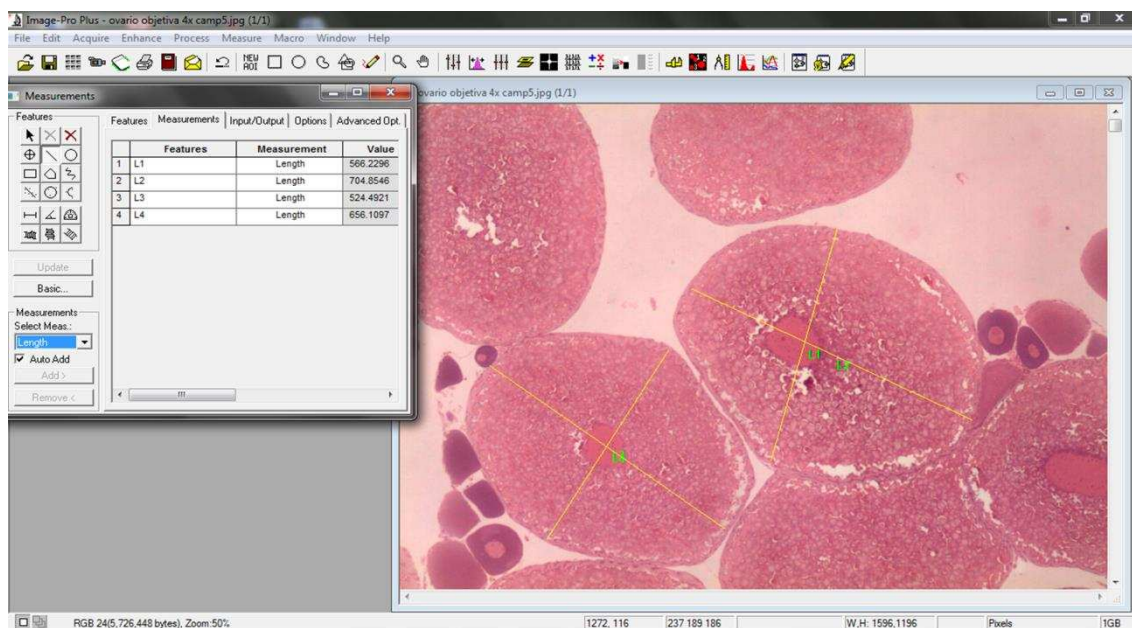 Image-Pro Plus - ovario objetiva 4x camp5.jpg (1/1)
File Edit Acquire Enhance Process Measure Macro Window Help
NEW AOI
Measurements
Features
Features Measurements Input/Output Options Advanced Opt.
Features Measurement Value
1 L1 Length 566.2296
2 L2 Length 704.8546
3 L3 Length 524.4921
4 L4 Length 656.1097
Update
Basic...
Measurements
Select Meas.:
Length
Auto Add
Add >
Remove <
ovario objetiva 4x camp5.jpg (1/1)
L1
RGB 24(5,726,448 bytes), Zoom:50% 1272, 116 237 189 186 W.H: 1596,1196 Pixels 1GB